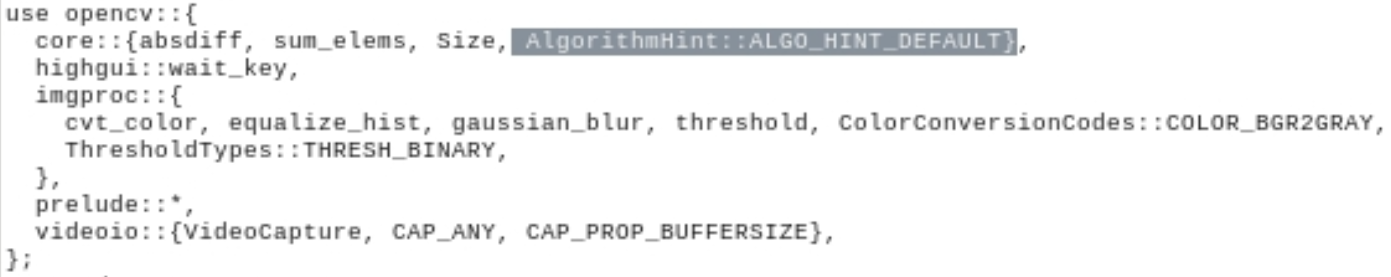 use opencv::{
  core::{absdiff, sum_elems, Size, AlgorithmHint::ALGO_HINT_DEFAULT},
  highgui::wait_key,
  imgproc::{
    cvt_color, equalize_hist, gaussian_blur, threshold, ColorConversionCodes::COLOR_BGR2GRAY,
    ThresholdTypes::THRESH_BINARY,
  },
  prelude::*,
  videoio::{VideoCapture, CAP_ANY, CAP_PROP_BUFFERSIZE},
};